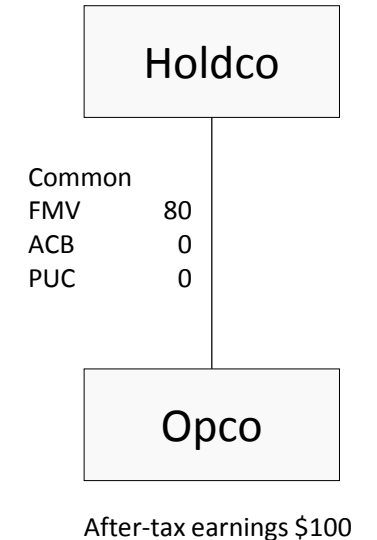 Holdco
Common
FMV 80
ACB 0
PUC 0
Opco
After-tax earnings $100